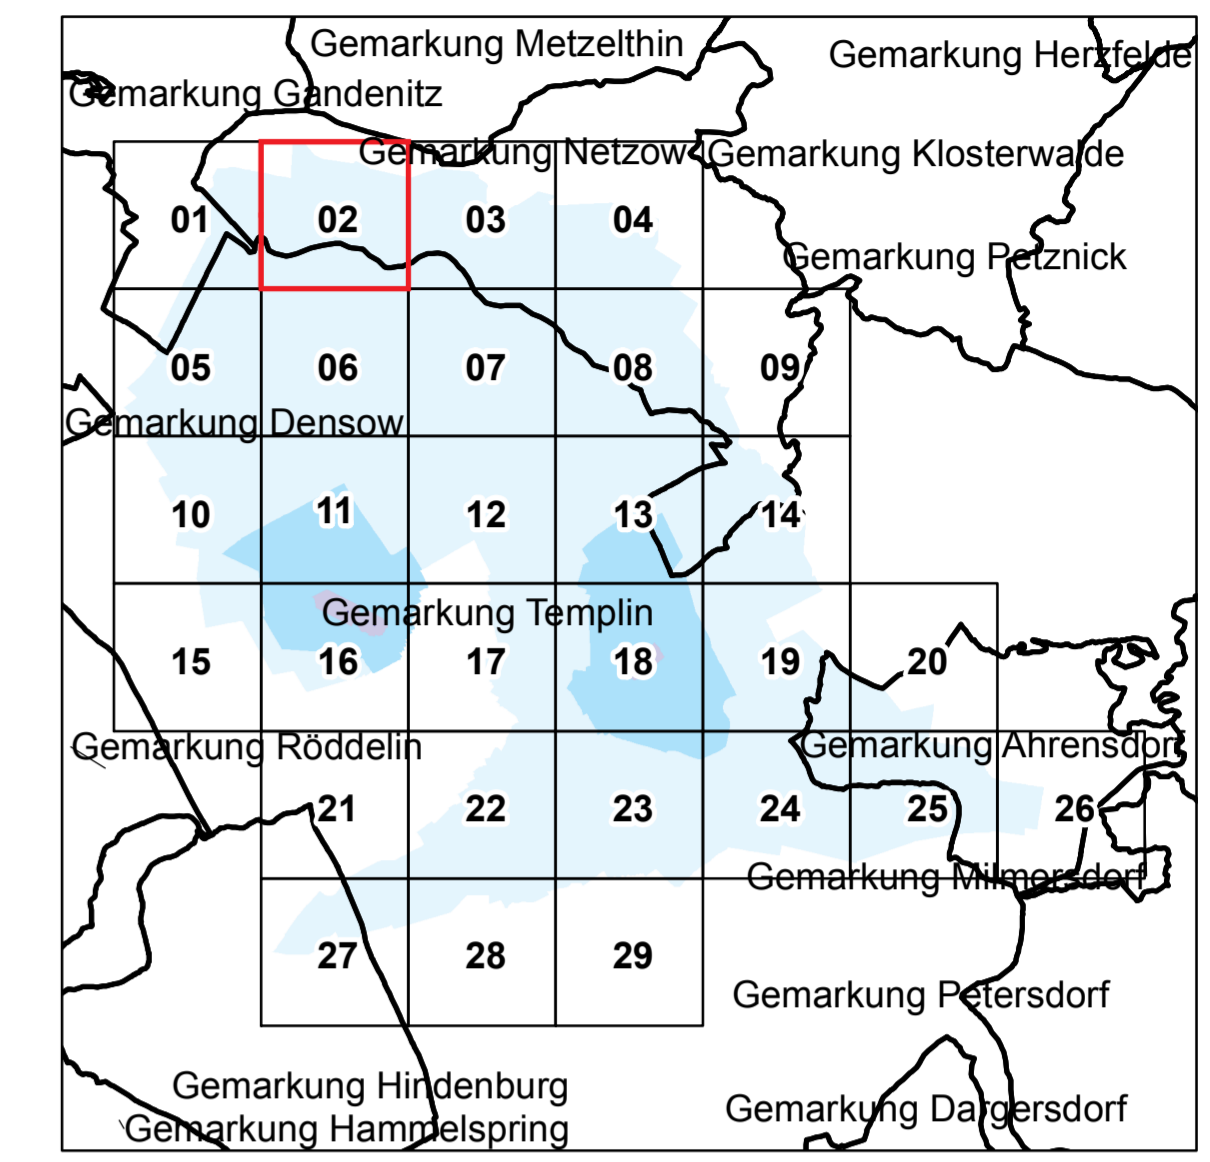 Gemarkung Metzelthin
Gemarkung Herzfelde
Gemarkung Gandenitz
Gemarkung Netzow
Gemarkung Klosterwalde
01 02 03 04
Gemarkung Petznick
05 06 07 08 09
Gemarkung Densow
10 11 12 13 14
Gemarkung Templin
15 16 17 18 19 20
Gemarkung Röddelin
Gemarkung Ahrensdorf
21 22 23 24 25 26
Gemarkung Milmersdorf
27 28 29
Gemarkung Petersdorf
Gemarkung Hindenburg
Gemarkung Dargersdorf
Gemarkung Hammelspring